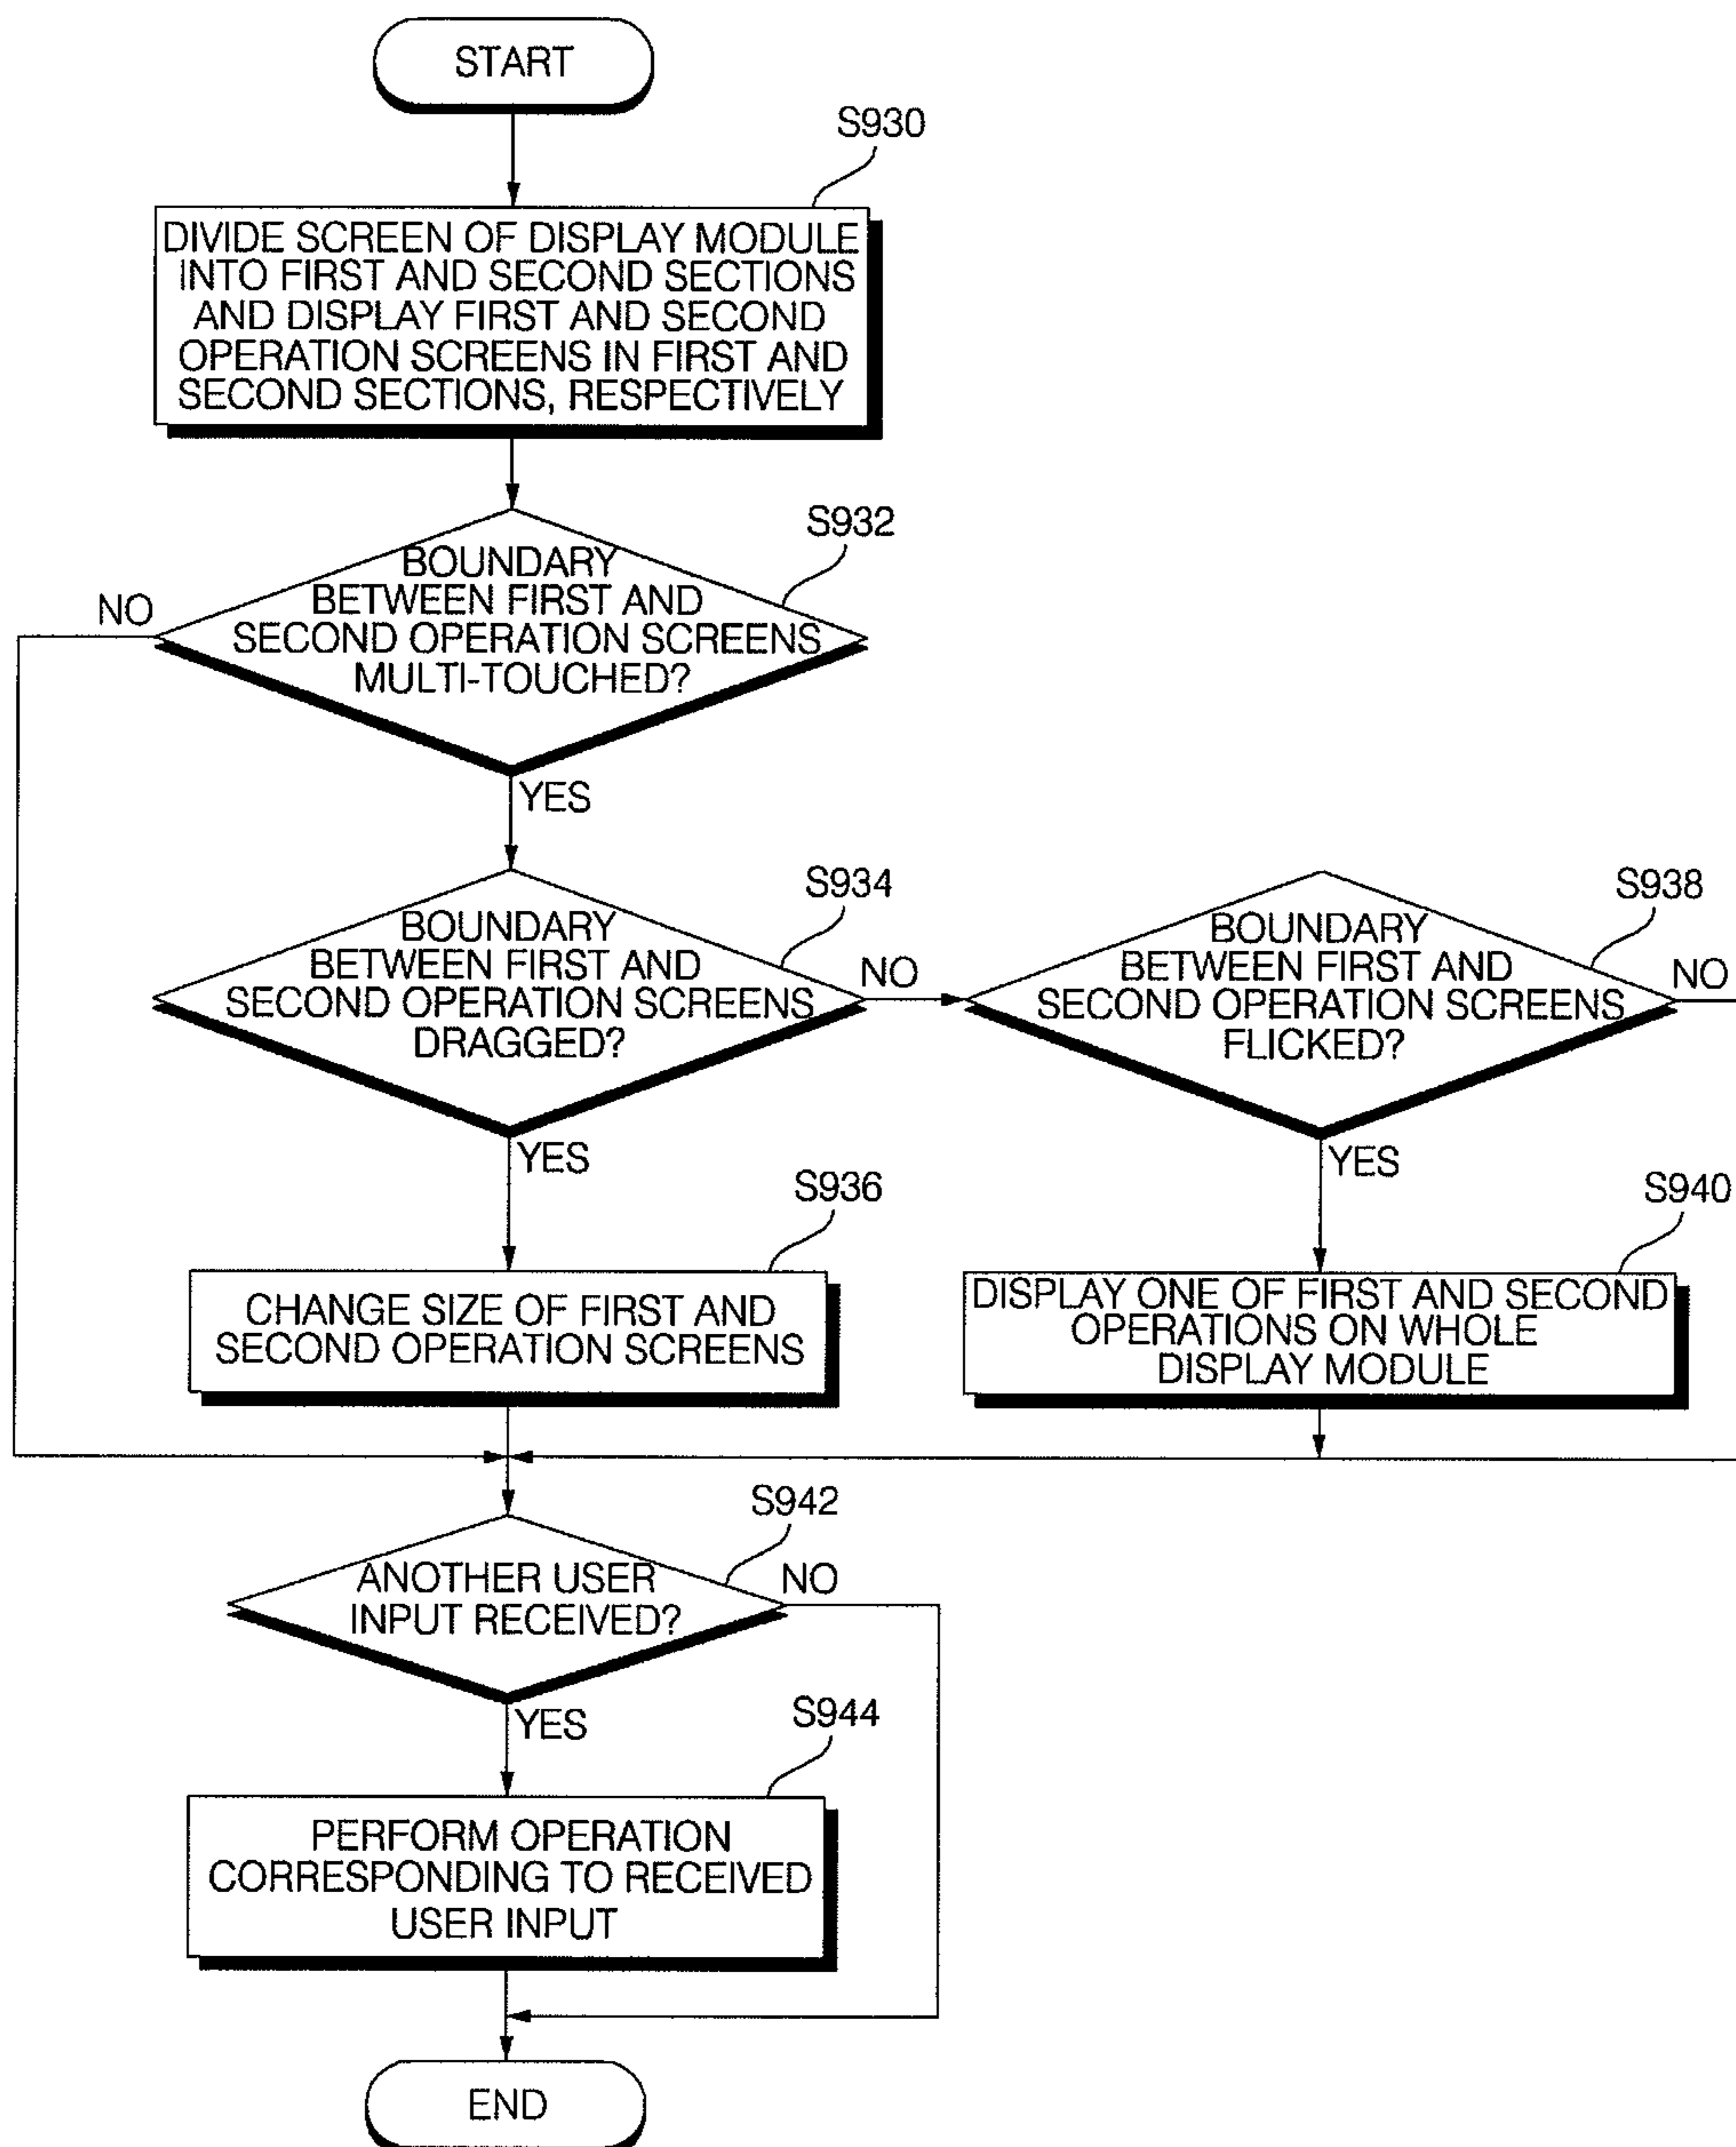 START
S930
DIVIDE SCREEN OF DISPLAY MODULE
INTO FIRST AND SECOND SECTIONS
AND DISPLAY FIRST AND SECOND
OPERATION SCREENS IN FIRST AND
SECOND SECTIONS, RESPECTIVELY
S932
BOUNDARY
BETWEEN FIRST AND
SECOND OPERATION SCREENS
MULTI-TOUCHED?
NO
YES
S934
BOUNDARY
BETWEEN FIRST AND
SECOND OPERATION SCREENS
DRAGGED?
NO
YES
S938
BOUNDARY
BETWEEN FIRST AND
SECOND OPERATION SCREENS
FLICKED?
NO
YES
S936
CHANGE SIZE OF FIRST AND
SECOND OPERATION SCREENS
S940
DISPLAY ONE OF FIRST AND SECOND
OPERATIONS ON WHOLE
DISPLAY MODULE
S942
ANOTHER USER
INPUT RECEIVED?
NO
YES
S944
PERFORM OPERATION
CORRESPONDING TO RECEIVED
USER INPUT
END